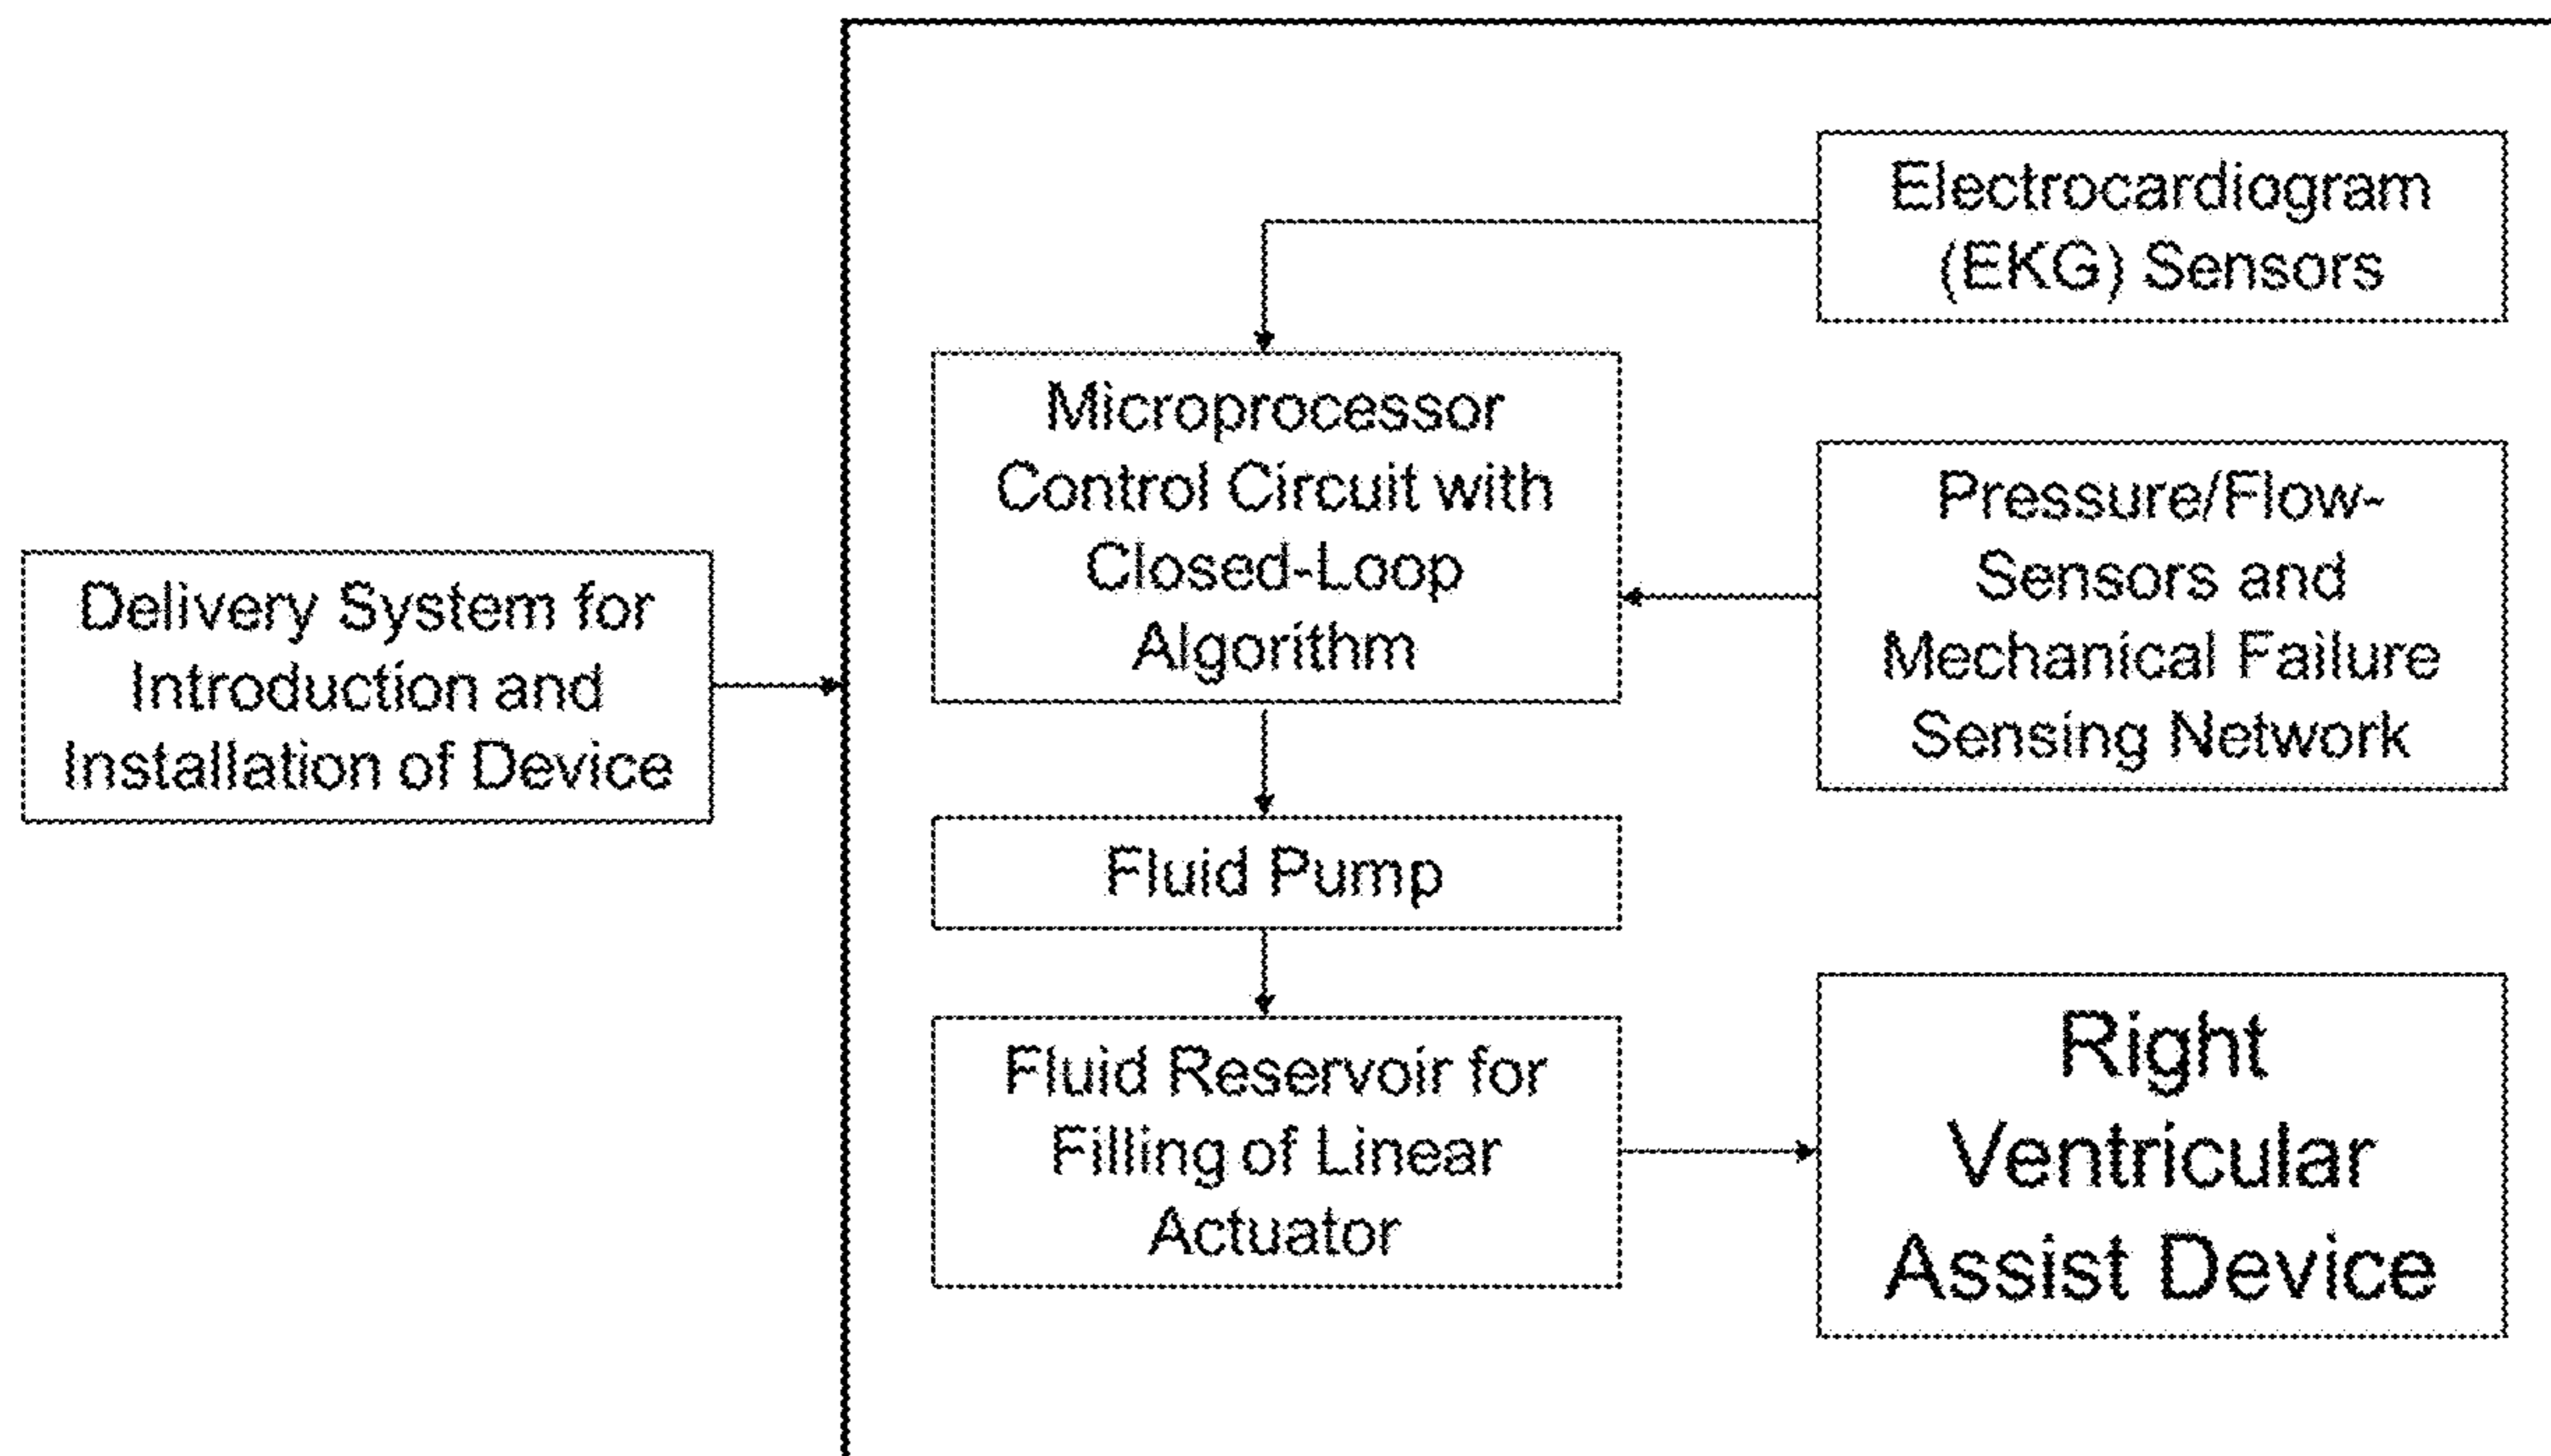 Electrocardiogram
(EKG) Sensors
Microprocessor
Control Circuit with
Closed-Loop
Algorithm
Pressure/Flow-
Sensors and
Mechanical Failure
Sensing Network
Delivery System for
Introduction and
Installation of Device
Fluid Pump
Fluid Reservoir for
Filling of Linear
Actuator
Right
Ventricular
Assist Device